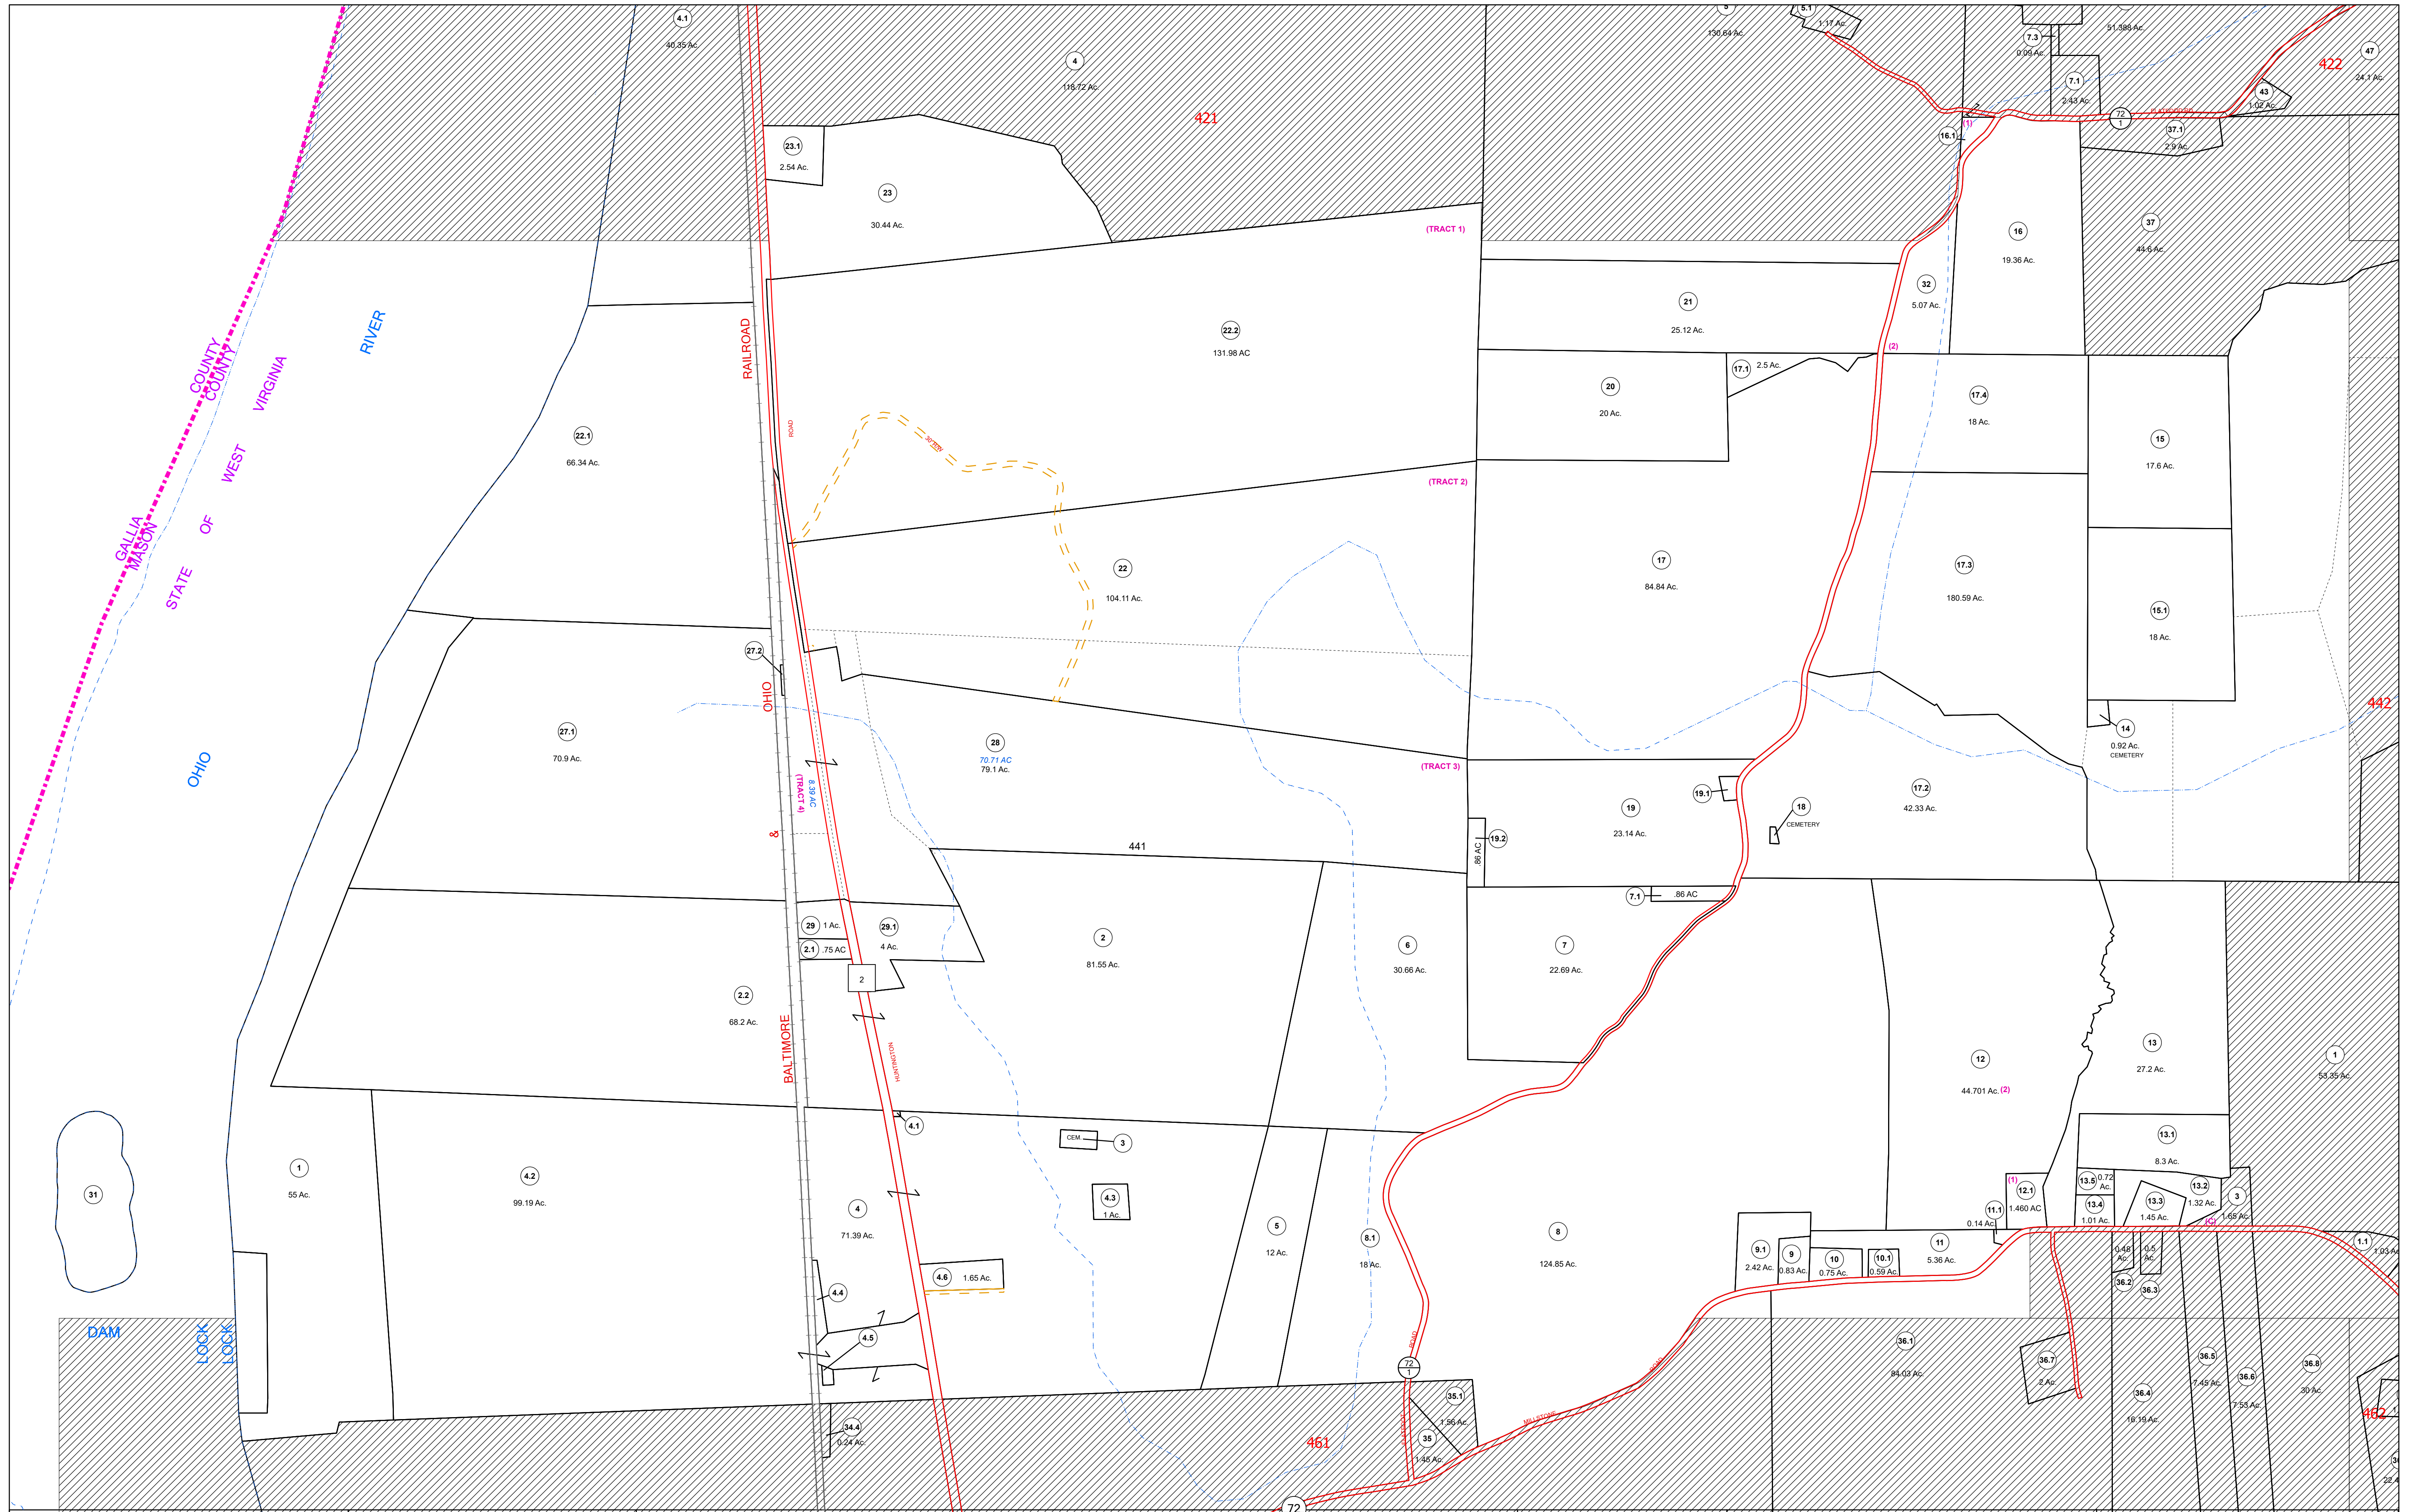 4.1
40.35 Ac.
4
118.72 Ac.
421
5
130.64 Ac.
5.1
1.17 Ac.
7.3
0.09 Ac.
51.388 Ac.
47
24.1 Ac.
422
7.1
2.43 Ac.
43
1.02 Ac.
FLATFOOT RD
72
1
(1)
16.1
37.1
2.9 Ac.
23.1
2.54 Ac.
23
30.44 Ac.
(TRACT 1)
16
19.36 Ac.
37
44.6 Ac.
32
5.07 Ac.
21
25.12 Ac.
22.2
131.98 AC
RAILROAD
RIVER
COUNTY
COUNTY
(2)
17.1
2.5 Ac.
20
20 Ac.
17.4
18 Ac.
VIRGINIA
WEST
OF
STATE
22.1
66.34 Ac.
ROAD
30' R/W
15
17.6 Ac.
(TRACT 2)
GALLIA
MASON
22
104.11 Ac.
17
84.84 Ac.
17.3
180.59 Ac.
15.1
18 Ac.
27.2
OHIO
442
14
0.92 Ac.
CEMETERY
27.1
70.9 Ac.
28
70.71 AC
79.1 Ac.
(TRACT 3)
OHIO
(TRACT 4)
8.39 AC
19.1
17.2
42.33 Ac.
19
23.14 Ac.
18
CEMETERY
&
441
19.2
.86 AC
7.1
.86 AC
29
1 Ac.
29.1
4 Ac.
2.1
.75 AC
2
2
81.55 Ac.
6
30.66 Ac.
7
22.69 Ac.
2.2
68.2 Ac.
BALTIMORE
HUNTINGTON
12
44.701 Ac.
(2)
13
27.2 Ac.
1
53.35 Ac.
4.1
CEM.
3
13.1
8.3 Ac.
31
1
55 Ac.
4.2
99.19 Ac.
4
71.39 Ac.
4.3
1 Ac.
5
12 Ac.
8.1
18 Ac.
8
124.85 Ac.
(1)
12.1
1.460 AC
11.1
0.14 Ac.
13.5
0.72
Ac.
13.4
1.01 Ac.
13.3
1.45 Ac.
13.2
1.32 Ac.
3
1.65 Ac.
(C)
9.1
2.42 Ac.
9
0.83 Ac.
10
0.75 Ac.
10.1
0.59 Ac.
11
5.36 Ac.
0.48
Ac.
0.5
Ac.
1.1
1.03 Ac
36.2
36.3
4.6
1.65 Ac.
4.4
4.5
DAM
LOCK
LOCK
ROAD
72
1
36.1
84.03 Ac.
36.7
2 Ac.
36.5
7.45 Ac.
36.6
7.53 Ac.
36.8
30 Ac.
36.4
16.19 Ac.
ROAD
MILLSTONE
35.1
1.56 Ac.
35
1.45 Ac.
34.4
0.24 Ac.
461
462
22.4
72